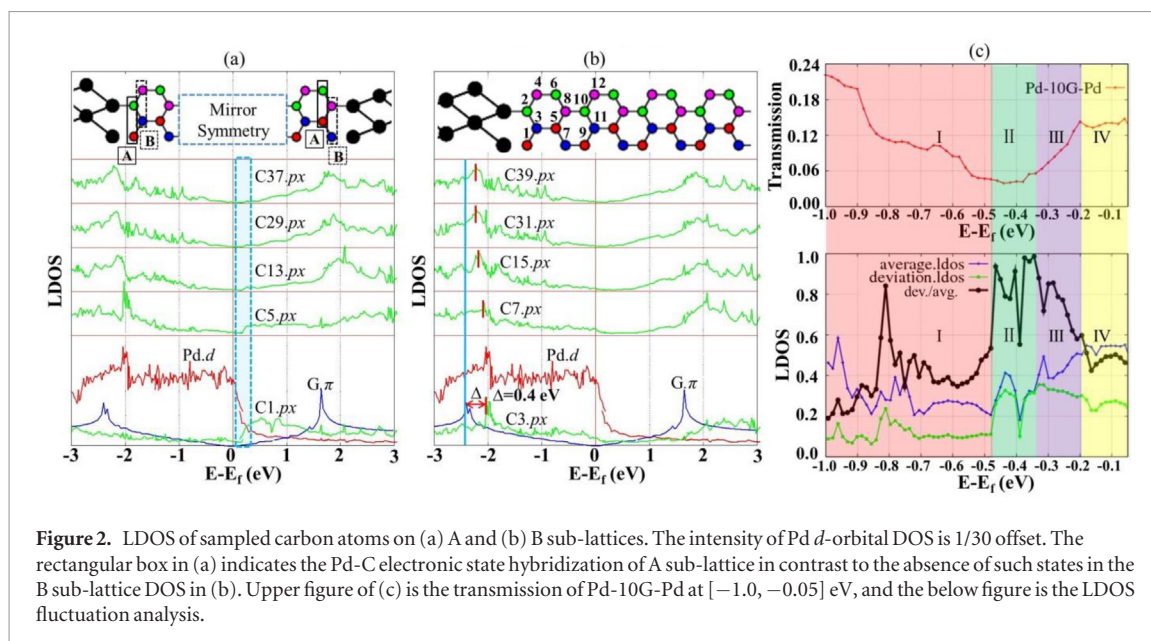 (a)
Mirror
Symmetry
A
B
A
B
C37.px
C29.px
C13.px
C5.px
Pd.d
G.π
C1.px
LDOS
-3 -2 -1 0 1 2 3
E-Ef (eV)
(b)
4 6 12
2 8 10
3 5 11
1 7 9
C39.px
C31.px
C15.px
C7.px
Pd.d
G.π
Δ Δ=0.4 eV
C3.px
LDOS
-3 -2 -1 0 1 2 3
E-Ef (eV)
(c)
Transmission
0.24
0.18
0.12
0.06
0.00
Pd-10G-Pd
I II III IV
-1.0 -0.9 -0.8 -0.7 -0.6 -0.5 -0.4 -0.3 -0.2 -0.1
E-Ef (eV)
LDOS
1.0
0.8
0.6
0.4
0.2
0.0
average.ldos
deviation.ldos
dev./avg.
I II III IV
-1.0 -0.9 -0.8 -0.7 -0.6 -0.5 -0.4 -0.3 -0.2 -0.1
E-Ef (eV)
Figure 2. LDOS of sampled carbon atoms on (a) A and (b) B sub-lattices. The intensity of Pd d-orbital DOS is 1/30 offset. The
rectangular box in (a) indicates the Pd-C electronic state hybridization of A sub-lattice in contrast to the absence of such states in the
B sub-lattice DOS in (b). Upper figure of (c) is the transmission of Pd-10G-Pd at [−1.0, −0.05] eV, and the below figure is the LDOS
fluctuation analysis.